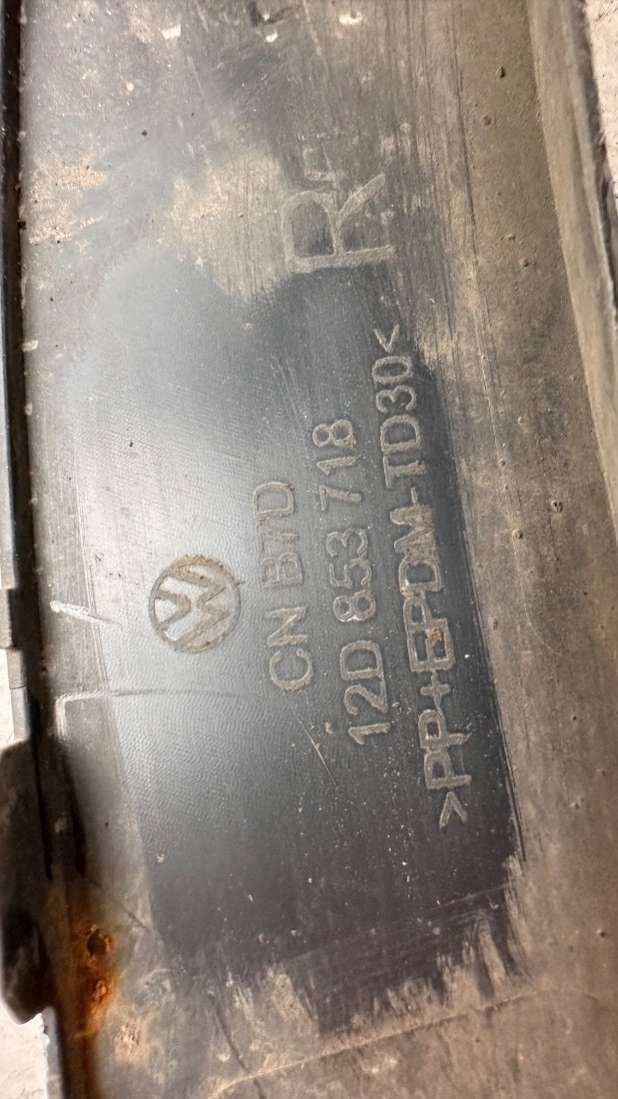 R
CN B7D
12D 853 718
>PP+EPDM-TD30<